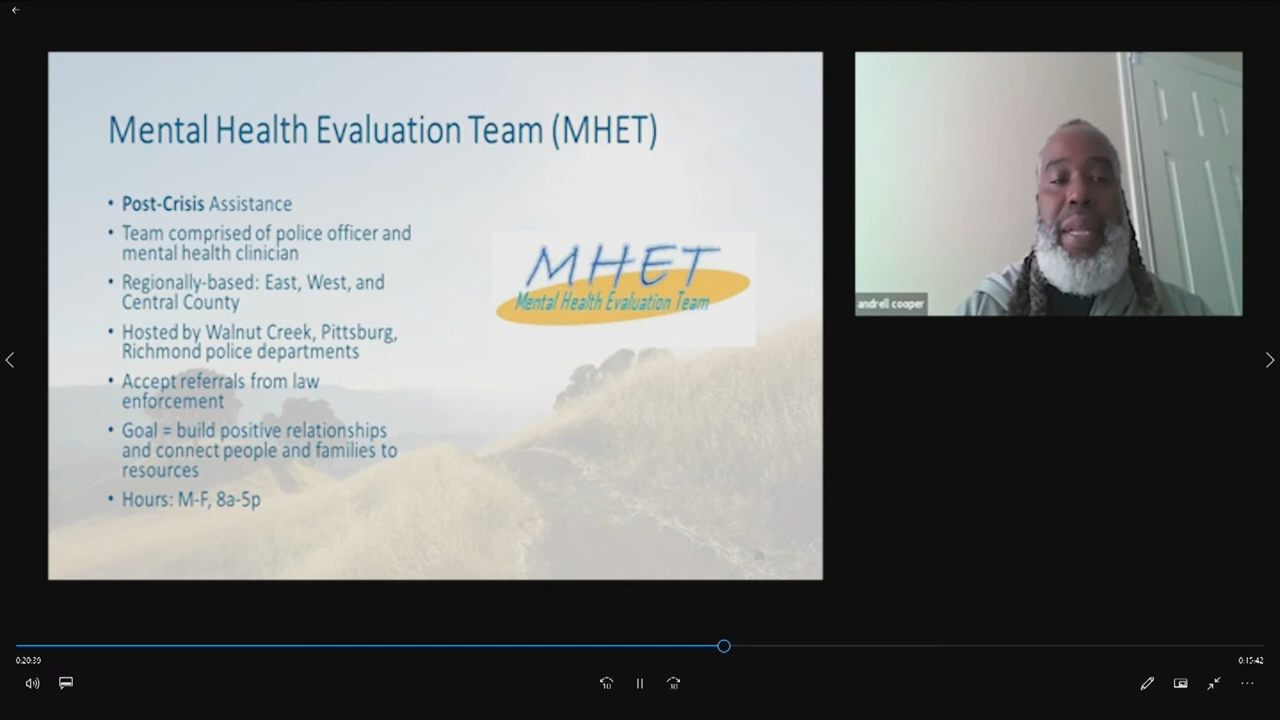 Mental Health Evaluation Team (MHET)
• Post-Crisis Assistance
• Team comprised of police officer and
mental health clinician
• Regionally-based: East, West, and
Central County
• Hosted by Walnut Creek, Pittsburg,
Richmond police departments
• Accept referrals from law
enforcement
• Goal = build positive relationships
and connect people and families to
resources
• Hours: M-F, 8a-5p
MHET
Mental Health Evaluation Team
andrell cooper
0:20:39
0:15:42
10
30